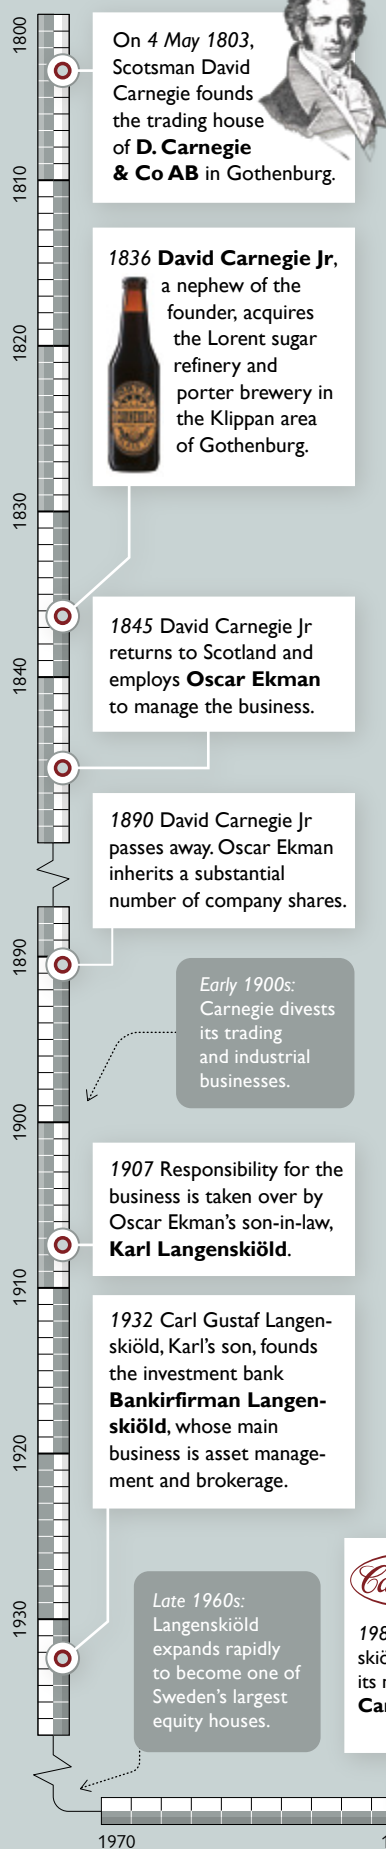 1800
On 4 May 1803,
Scotsman David
Carnegie founds
the trading house
of D. Carnegie
& Co AB in Gothenburg.
1810
1836 David Carnegie Jr,
a nephew of the
founder, acquires
the Lorent sugar
refinery and
porter brewery in
the Klippan area
of Gothenburg.
1820
1830
1840
1845 David Carnegie Jr
returns to Scotland and
employs Oscar Ekman
to manage the business.
1890 David Carnegie Jr
passes away. Oscar Ekman
inherits a substantial
number of company shares.
1890
Early 1900s:
Carnegie divests
its trading
and industrial
businesses.
1900
1907 Responsibility for the
business is taken over by
Oscar Ekman's son-in-law,
Karl Langenskiöld.
1910
1932 Carl Gustaf Langen-
skiöld, Karl's son, founds
the investment bank
Bankirfirman Langen-
skiöld, whose main
business is asset manage-
ment and brokerage.
1920
1930
Late 1960s:
Langenskiöld
expands rapidly
to become one of
Sweden's largest
equity houses.
Ca
198
skiö
its
Car
1970